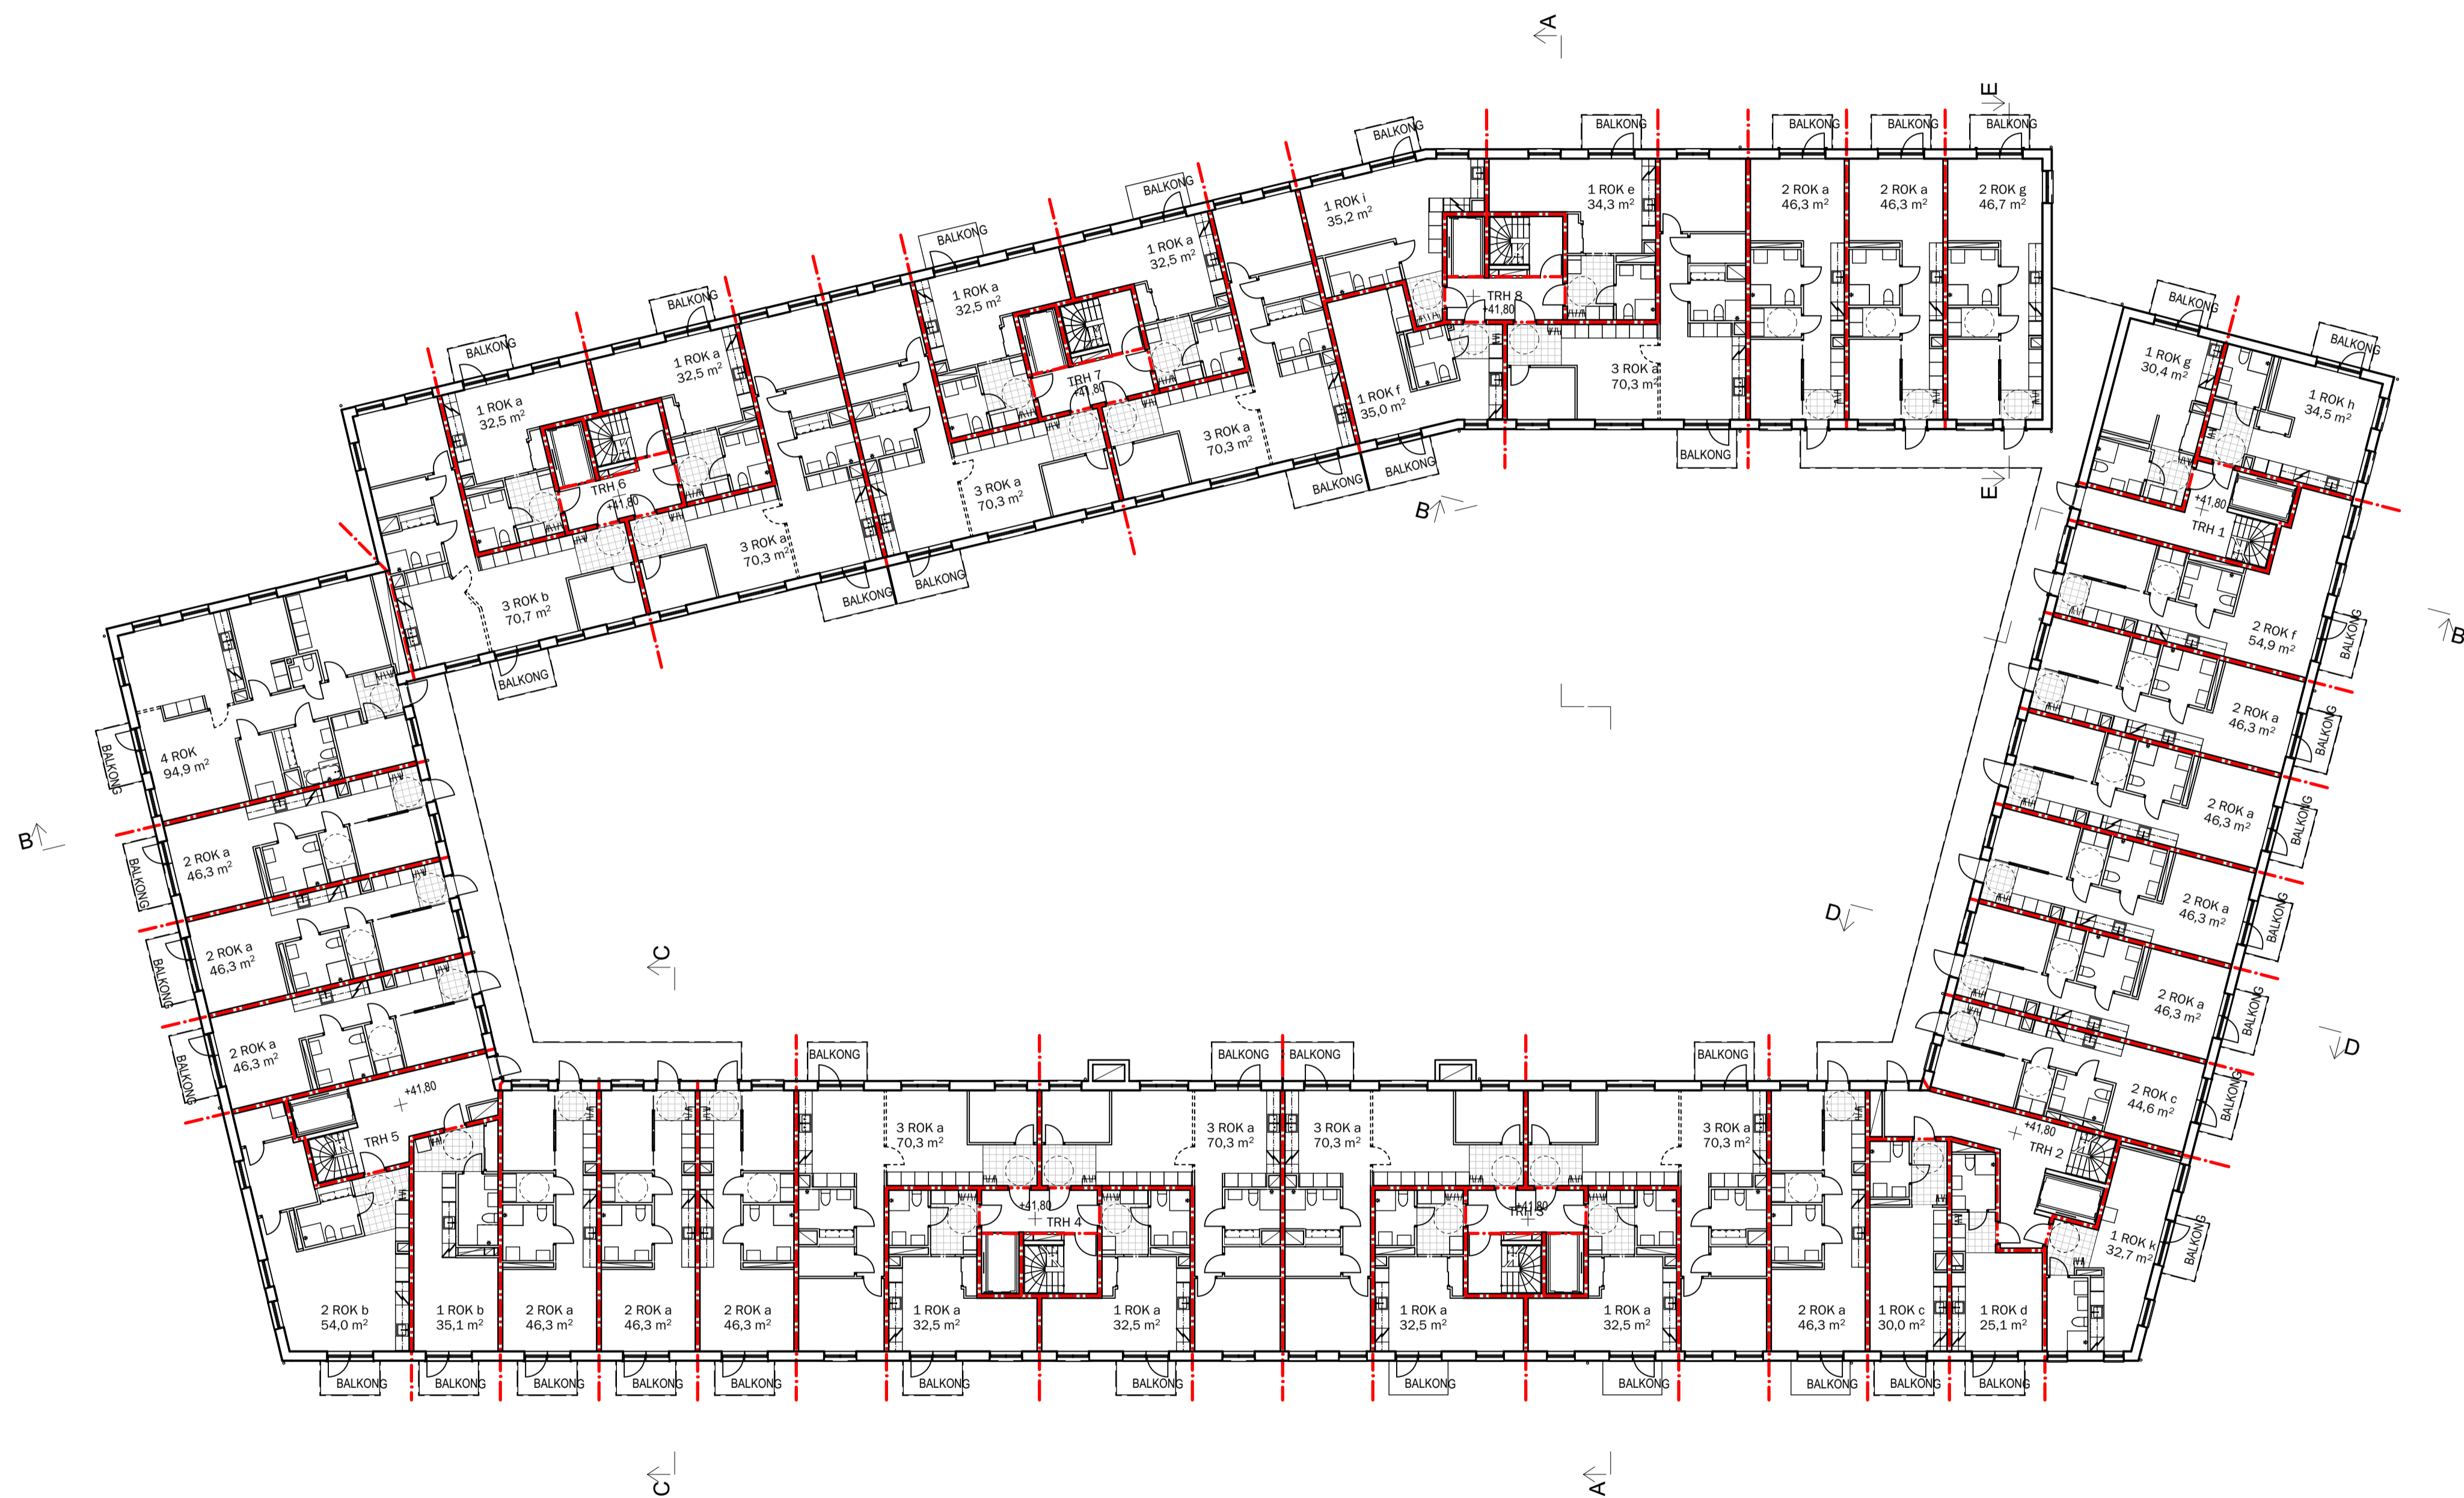 A
E
BALKONG
BALKONG
BALKONG
BALKONG
BALKONG
BALKONG
BALKONG
BALKONG
BALKONG
BALKONG
1 ROK i
35,2 m²
1 ROK e
34,3 m²
2 ROK a
46,3 m²
2 ROK a
46,3 m²
2 ROK g
46,7 m²
TRH 8
+41,80
1 ROK f
35,0 m²
3 ROK a
70,3 m²
BALKONG
E
1 ROK a
32,5 m²
1 ROK a
32,5 m²
TRH 7
+41,80
3 ROK a
70,3 m²
3 ROK a
70,3 m²
BALKONG
BALKONG
B
1 ROK a
32,5 m²
1 ROK a
32,5 m²
TRH 6
+41,80
3 ROK b
70,7 m²
3 ROK a
70,3 m²
BALKONG
BALKONG
BALKONG
BALKONG
BALKONG
1 ROK g
30,4 m²
1 ROK h
34,5 m²
+41,80
TRH 1
2 ROK f
54,9 m²
BALKONG
B
2 ROK a
46,3 m²
BALKONG
2 ROK a
46,3 m²
BALKONG
2 ROK a
46,3 m²
BALKONG
2 ROK a
46,3 m²
BALKONG
2 ROK c
44,6 m²
BALKONG
D
D
+41,80
TRH 2
1 ROK k
32,7 m²
BALKONG
4 ROK
94,9 m²
BALKONG
B
2 ROK a
46,3 m²
BALKONG
2 ROK a
46,3 m²
BALKONG
2 ROK a
46,3 m²
BALKONG
+41,80
TRH 5
C
BALKONG
BALKONG
BALKONG
BALKONG
3 ROK a
70,3 m²
3 ROK a
70,3 m²
3 ROK a
70,3 m²
3 ROK a
70,3 m²
+41,80
TRH 4
+41,80
TRH 3
2 ROK b
54,0 m²
1 ROK b
35,1 m²
2 ROK a
46,3 m²
2 ROK a
46,3 m²
2 ROK a
46,3 m²
1 ROK a
32,5 m²
1 ROK a
32,5 m²
1 ROK a
32,5 m²
1 ROK a
32,5 m²
2 ROK a
46,3 m²
1 ROK c
30,0 m²
1 ROK d
25,1 m²
BALKONG
BALKONG
BALKONG
BALKONG
BALKONG
BALKONG
BALKONG
BALKONG
BALKONG
BALKONG
BALKONG
BALKONG
C
A